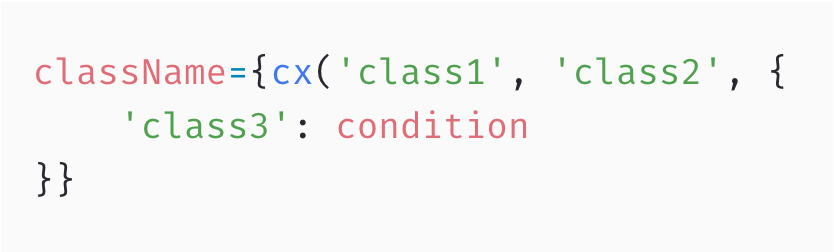 className={cx('class1', 'class2', {
    'class3': condition
}}